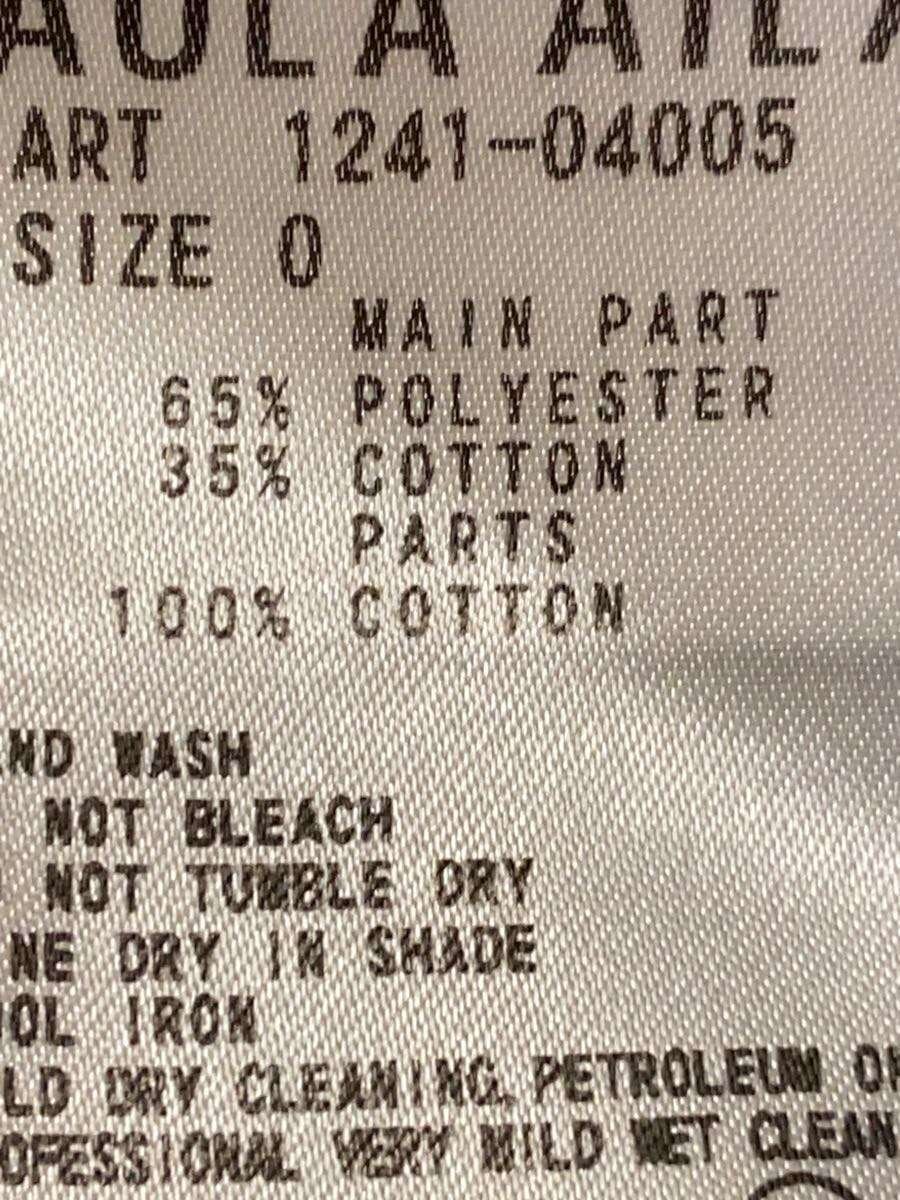 AULA AILA
ART 1241-04005
SIZE 0
MAIN PART
65% POLYESTER
35% COTTON
PARTS
100% COTTON
ND WASH
NOT BLEACH
NOT TUMBLE DRY
NE DRY IN SHADE
OL IRON
LD DRY CLEANING, PETROLEUM
OFESSIONAL VERY MILD WET CLEAN